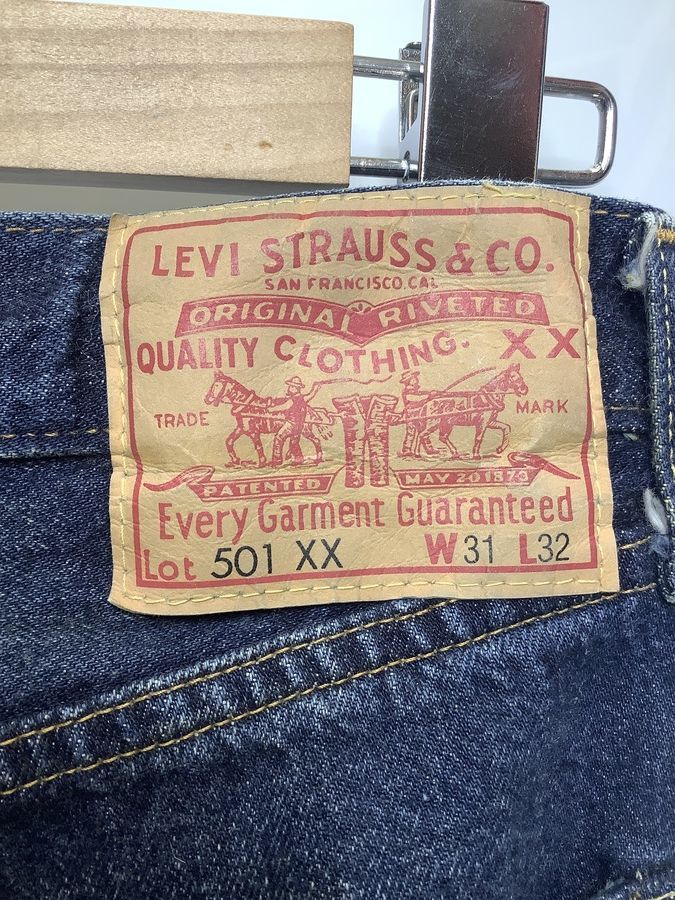 LEVI STRAUSS & CO.
SAN FRANCISCO.CAL
ORIGINAL RIVETED
QUALITY CLOTHING. XX
TRADE MARK
PATENTED MAY 20 1873
Every Garment Guaranteed
Lot 501 XX W31 L32